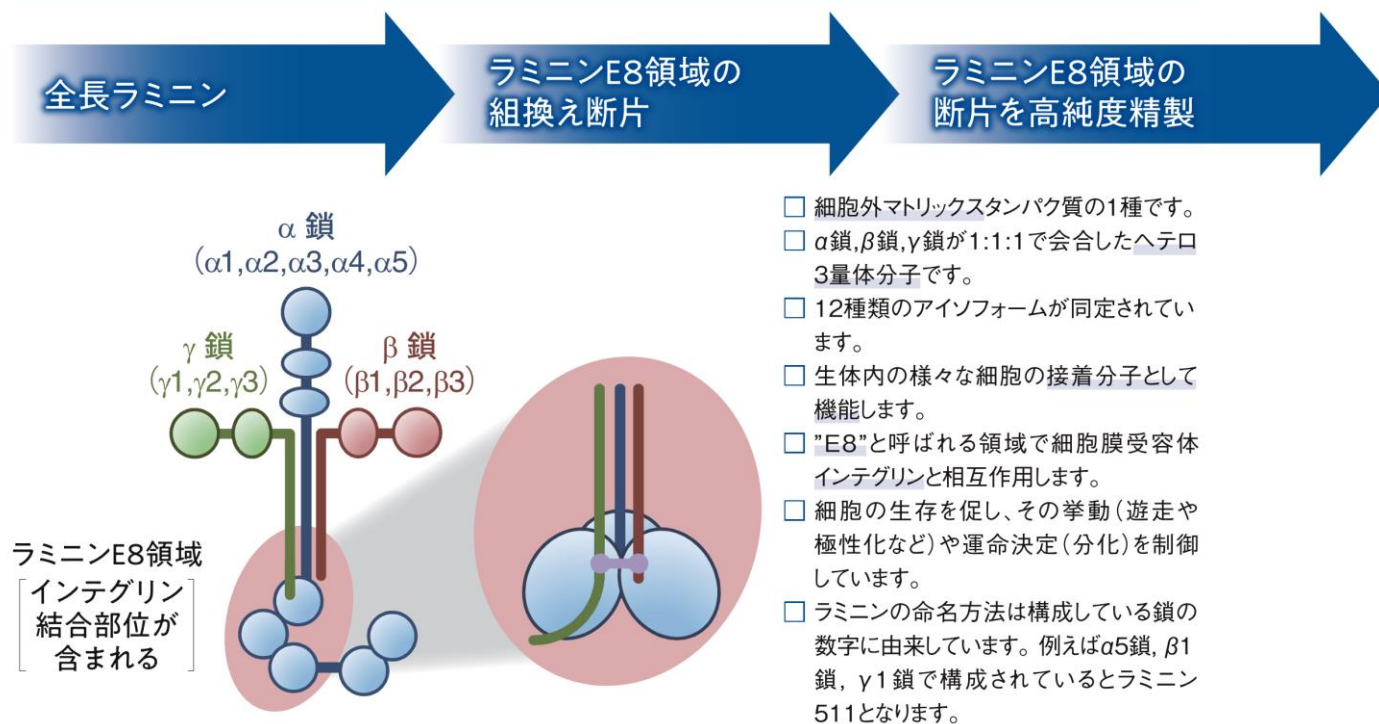 全長ラミニン
ラミニンE8領域の
組換え断片
ラミニンE8領域の
断片を高純度精製
α 鎖
(α1,α2,α3,α4,α5)
γ 鎖
(γ1,γ2,γ3)
β 鎖
(β1,β2,β3)
ラミニンE8領域
インテグリン
結合部位が
含まれる
□ 細胞外マトリックスタンパク質の1種です。
□ α鎖,β鎖,γ鎖が1:1:1で会合したヘテロ
3量体分子です。
□ 12種類のアイソフォームが同定されてい
ます。
□ 生体内の様々な細胞の接着分子として
機能します。
□ ”E8”と呼ばれる領域で細胞膜受容体
インテグリンと相互作用します。
□ 細胞の生存を促し、その挙動(遊走や
極性化など)や運命決定(分化)を制御
しています。
□ ラミニンの命名方法は構成している鎖の
数字に由来しています。例えばα5鎖, β1
鎖, γ1鎖で構成されているとラミニン
511となります。